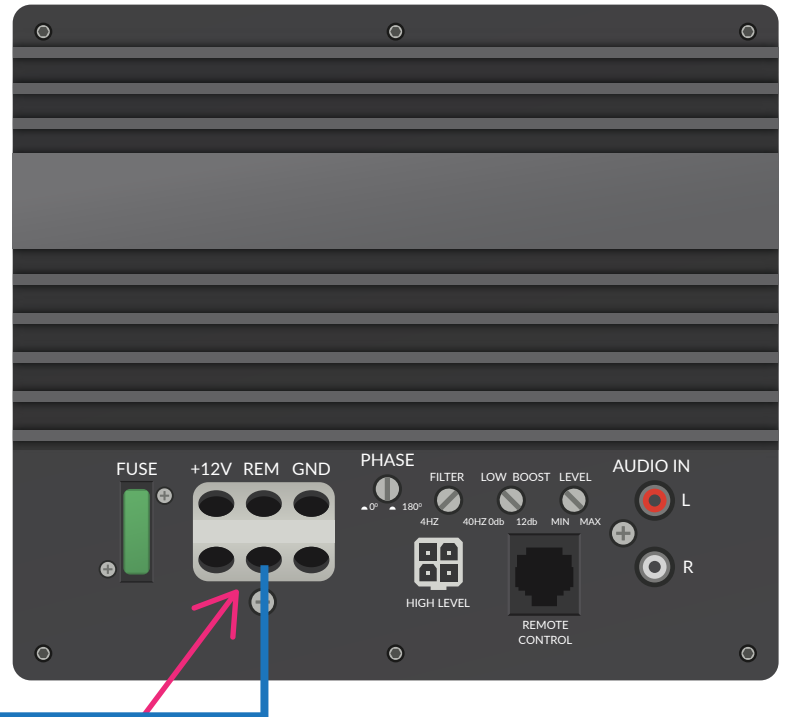 FUSE
+12V REM GND
PHASE
0° 180°
FILTER
4HZ 40HZ
LOW BOOST
0db 12db
LEVEL
MIN MAX
AUDIO IN
L
R
HIGH LEVEL
REMOTE
CONTROL